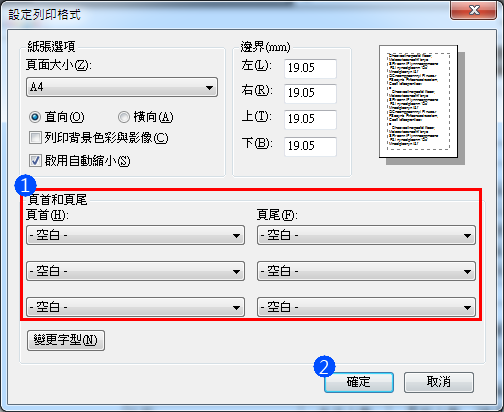 設定列印格式
紙張選項
頁面大小(Z):
A4
直向(O) 橫向(A)
列印背景色彩與影像(C)
啟用自動縮小(S)
邊界(mm)
左(L): 19.05
右(R): 19.05
上(T): 19.05
下(B): 19.05
1
頁首和頁尾
頁首(H): 頁尾(F):
- 空白 - - 空白 -
- 空白 - - 空白 -
- 空白 - - 空白 -
變更字型(N)
2
確定 取消